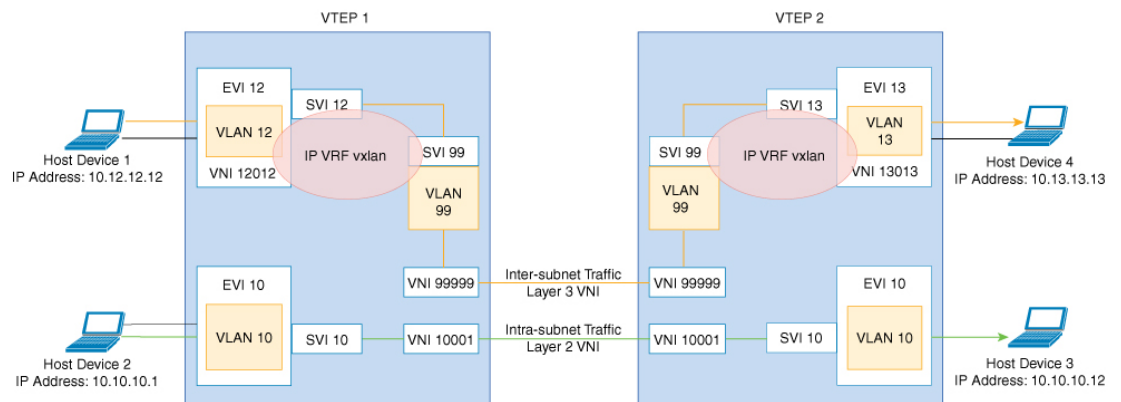 VTEP 1
VTEP 2
EVI 12
SVI 12
VLAN 12
IP VRF vxlan
VNI 12012
SVI 99
VLAN
99
VNI 99999
Host Device 1
IP Address: 10.12.12.12
EVI 13
SVI 13
VLAN
13
IP VRF vxlan
VNI 13013
SVI 99
VLAN
99
VNI 99999
Host Device 4
IP Address: 10.13.13.13
Inter-subnet Traffic
Layer 3 VNI
EVI 10
VLAN 10
SVI 10
VNI 10001
Intra-subnet Traffic
Layer 2 VNI
VNI 10001
SVI 10
EVI 10
VLAN 10
Host Device 2
IP Address: 10.10.10.1
Host Device 3
IP Address: 10.10.10.12